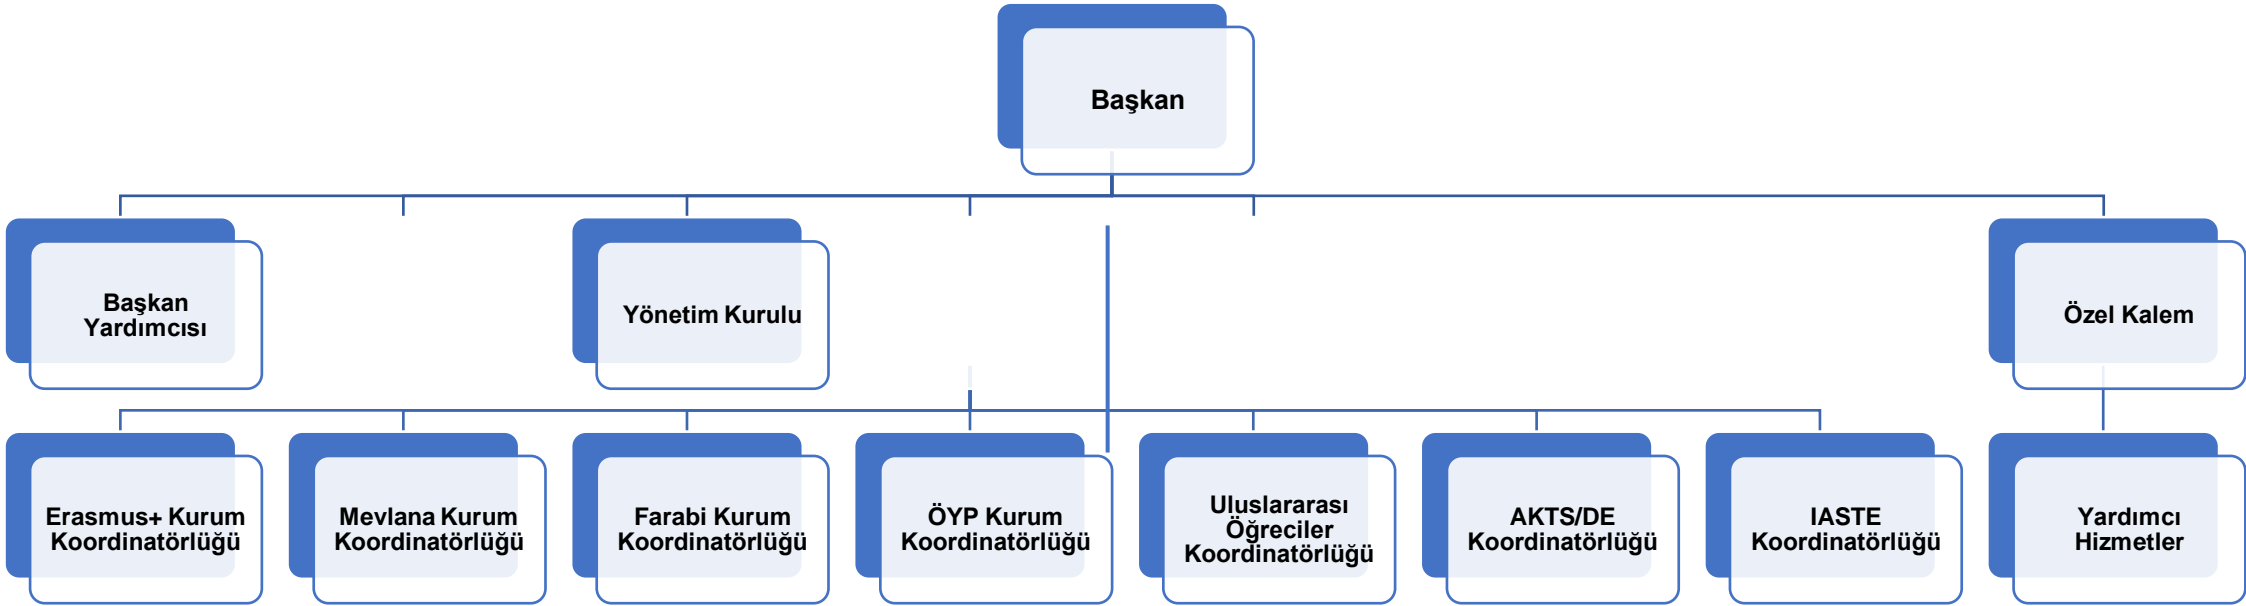 Başkan
Başkan
Yardımcısı
Yönetim Kurulu
Özel Kalem
Erasmus+ Kurum
Koordinatörlüğü
Mevlana Kurum
Koordinatörlüğü
Farabi Kurum
Koordinatörlüğü
ÖYP Kurum
Koordinatörlüğü
Uluslararası
Öğreciler
Koordinatörlüğü
AKTS/DE
Koordinatörlüğü
IASTE
Koordinatörlüğü
Yardımcı
Hizmetler